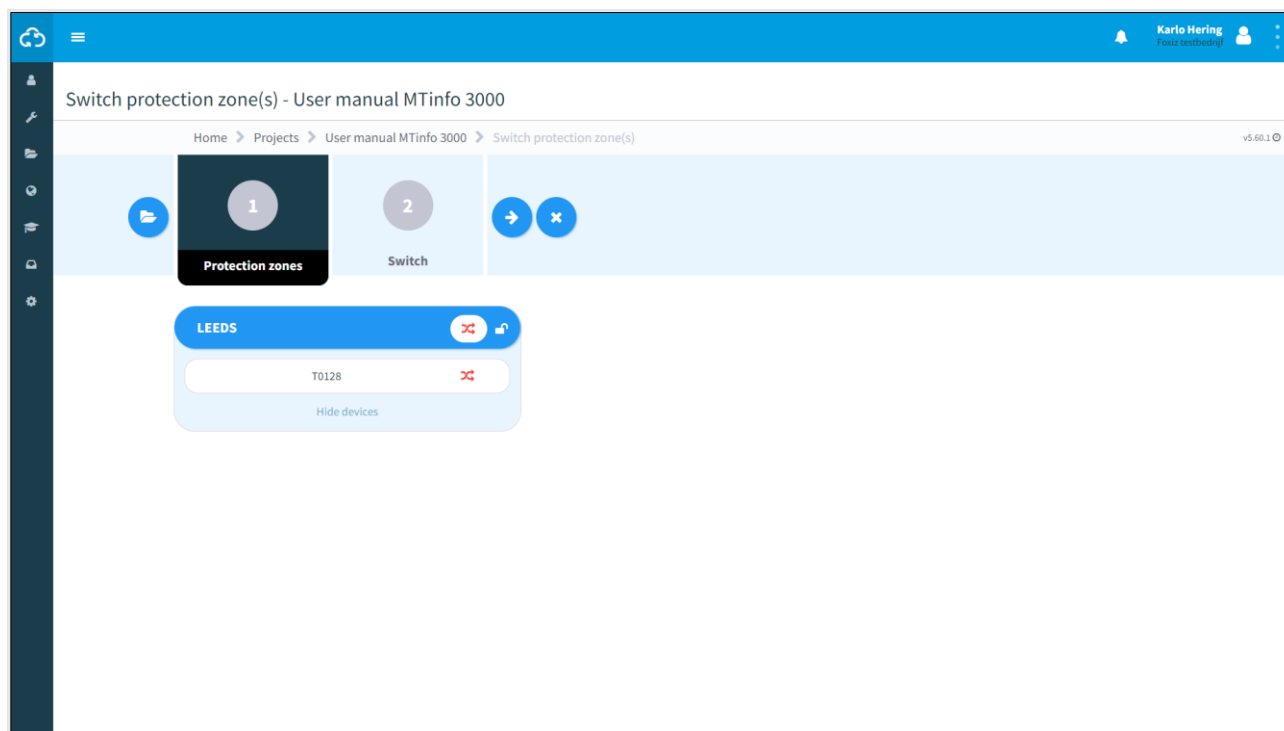 Karlo Hering
Foxiz testbedrijf
Switch protection zone(s) - User manual MTinfo 3000
Home Projects User manual MTinfo 3000 Switch protection zone(s)
v5.60.1
1
2
Protection zones
Switch
LEEDS
T0128
Hide devices